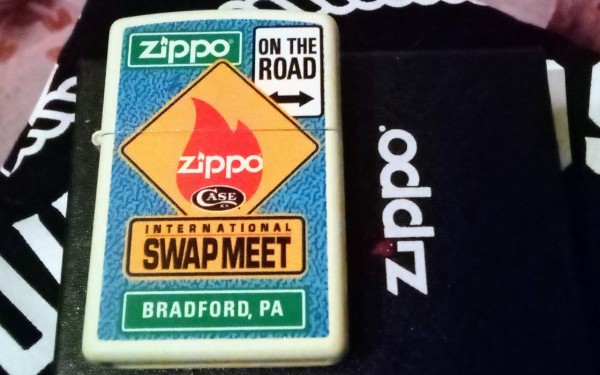 zippo
ON THE
ROAD
zippo
CASE
INTERNATIONAL
SWAP MEET
BRADFORD, PA
zippo